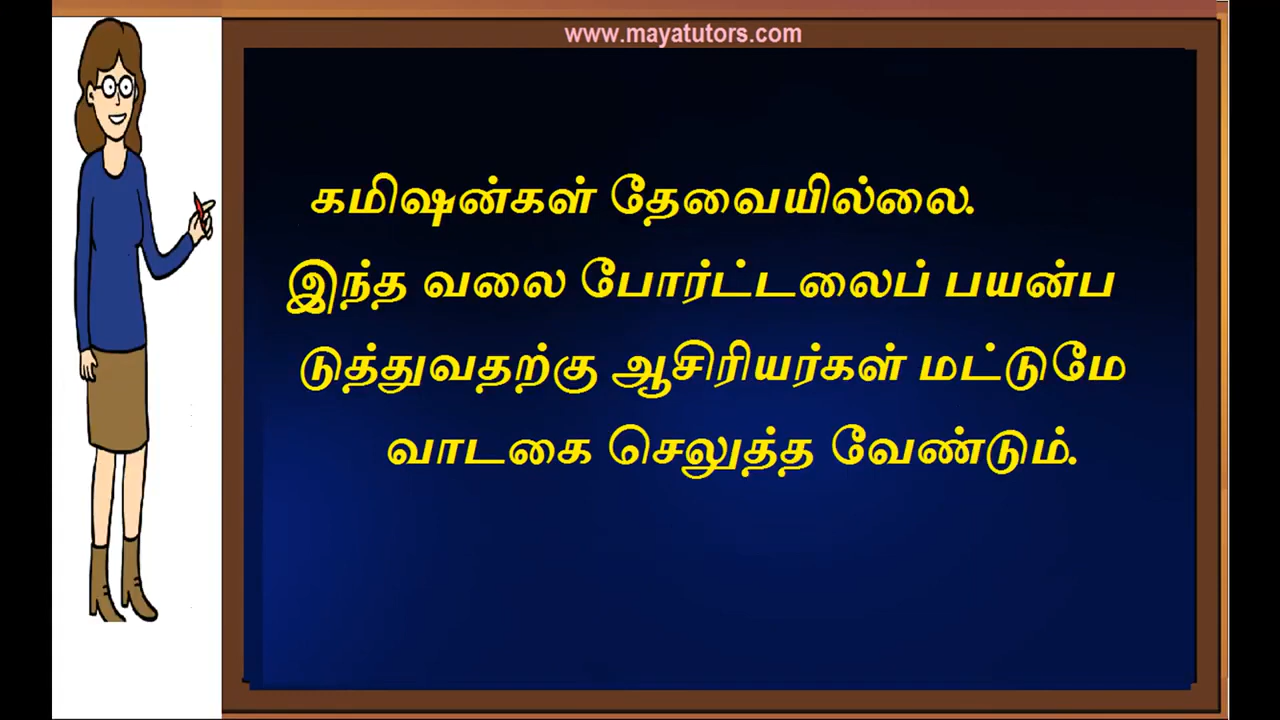 www.mayatutors.com
கமிஷன்கள் தேவையில்லை.
இந்த வலை போர்ட்டலைப் பயன்ப
டுத்துவதற்கு ஆசிரியர்கள் மட்டுமே
வாடகை செலுத்த வேண்டும்.